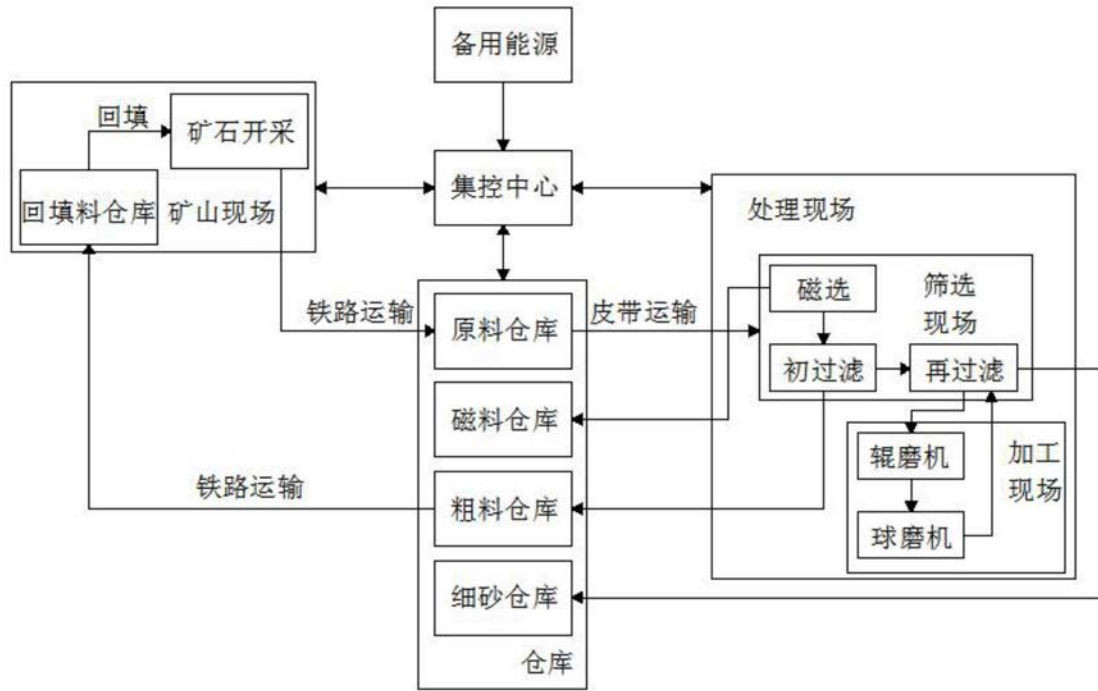 备用能源
回填
矿石开采
回填料仓库
矿山现场
集控中心
处理现场
铁路运输
原料仓库
皮带运输
磁选
筛选
现场
初过滤
再过滤
磁料仓库
辊磨机
加工
现场
铁路运输
粗料仓库
球磨机
细砂仓库
仓库